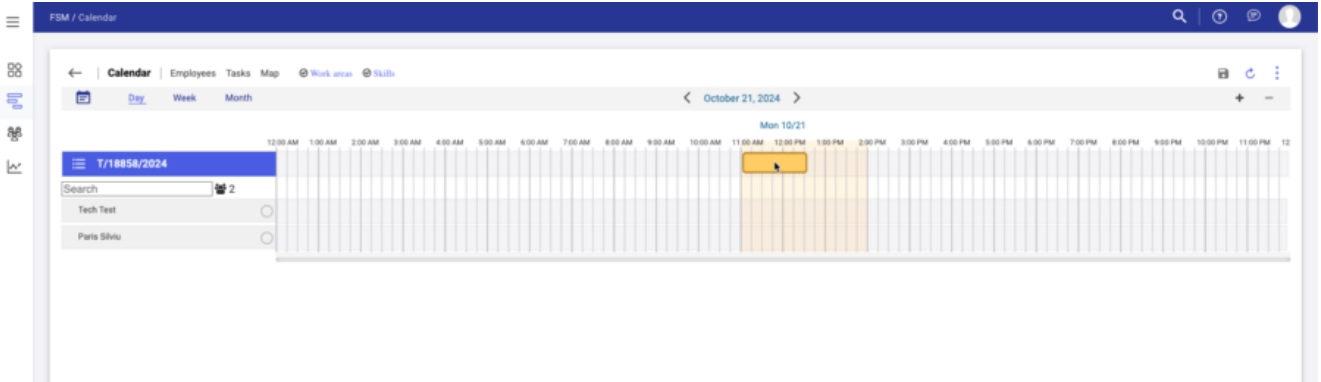 FSM / Calendar
Calendar Employees Tasks Map Work areas Skills
Day Week Month October 21, 2024
Mon 10/21
12:00 AM 1:00 AM 2:00 AM 3:00 AM 4:00 AM 5:00 AM 6:00 AM 7:00 AM 8:00 AM 9:00 AM 10:00 AM 11:00 AM 12:00 PM 1:00 PM 2:00 PM 3:00 PM 4:00 PM 5:00 PM 6:00 PM 7:00 PM 8:00 PM 9:00 PM 10:00 PM 11:00 PM 12
T/18858/2024
Search 2
Tech Test
Paris Silviu